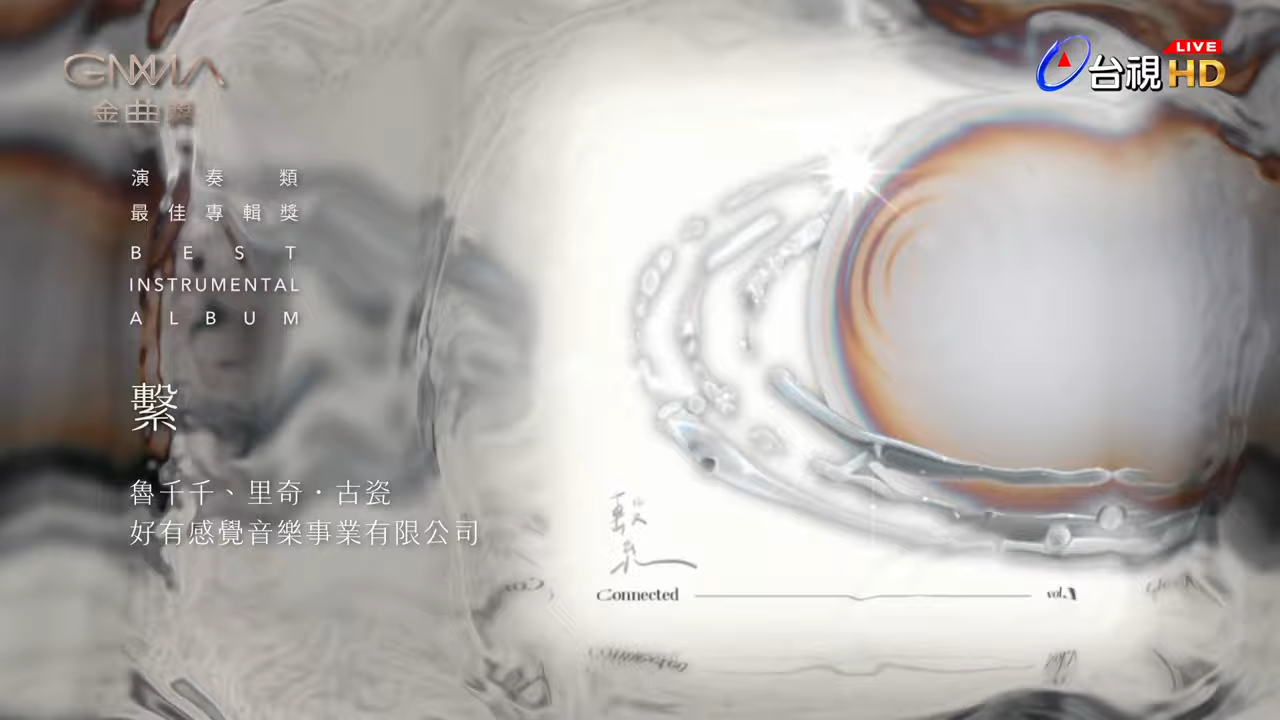 GMA
金曲獎
LIVE
台視HD
演奏類
最佳專輯獎
BEST
INSTRUMENTAL
ALBUM
繫
魯千千、里奇·古瓷
好有感覺音樂事業有限公司
繫
Connected
vol.1